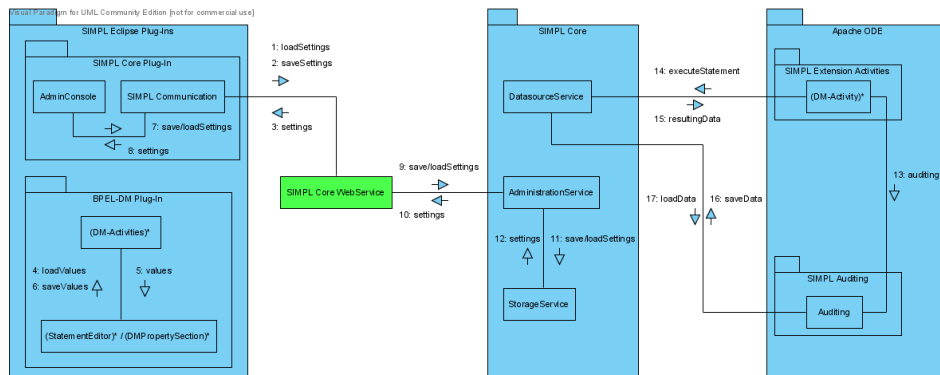 Visual Paradigm for UML Community Edition [not for commercial use]
SIMPL Eclipse Plug-Ins
SIMPL Core Plug-In
AdminConsole
SIMPL Communication
7: save/loadSettings
8: settings
BPEL-DM Plug-In
(DM-Activities)*
4: loadValues
6: saveValues
5: values
(StatementEditor)* / (DMPropertySection)*
1: loadSettings
2: saveSettings
3: settings
SIMPL Core WebService
9: save/loadSettings
10: settings
SIMPL Core
DatasourceService
AdministrationService
12: settings
11: save/loadSettings
StorageService
14: executeStatement
15: resultingData
17: loadData
16: saveData
Apache ODE
SIMPL Extension Activities
(DM-Activity)*
13: auditing
SIMPL Auditing
Auditing